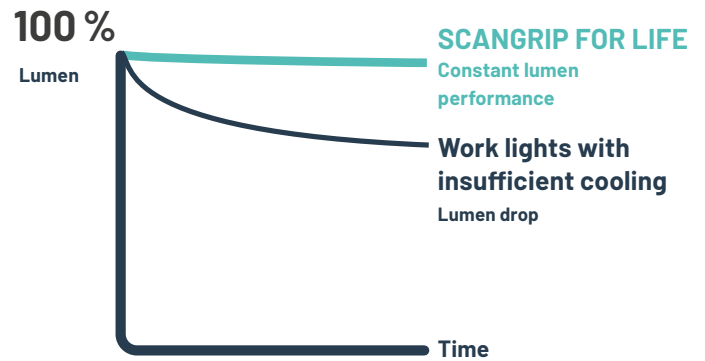 100 %
Lumen
SCANGRIP FOR LIFE
Constant lumen
performance
Work lights with
insufficient cooling
Lumen drop
Time